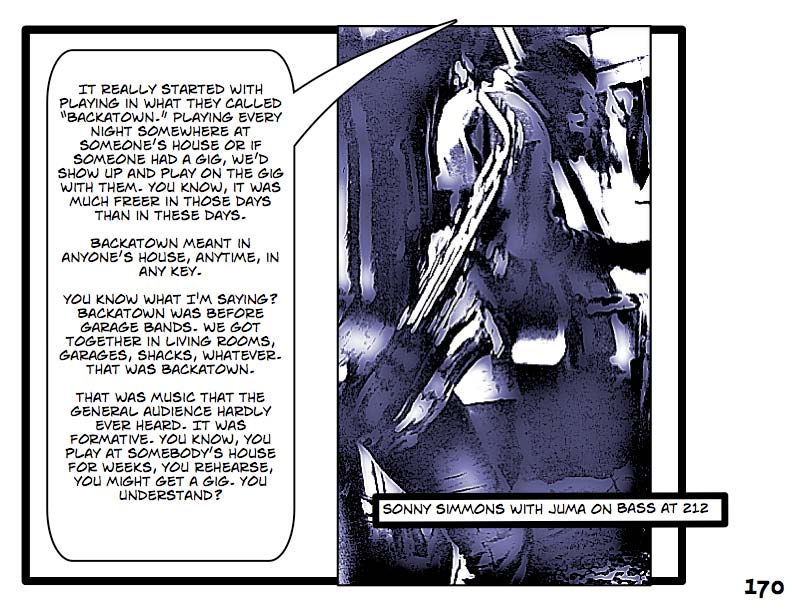 IT REALLY STARTED WITH
PLAYING IN WHAT THEY CALLED
"BACKATOWN." PLAYING EVERY
NIGHT SOMEWHERE AT
SOMEONE'S HOUSE OR IF
SOMEONE HAD A GIG, WE'D
SHOW UP AND PLAY ON THE GIG
WITH THEM. YOU KNOW, IT WAS
MUCH FREER IN THOSE DAYS
THAN IN THESE DAYS.
BACKATOWN MEANT IN
ANYONE'S HOUSE, ANYTIME, IN
ANY KEY.
YOU KNOW WHAT I'M SAYING?
BACKATOWN WAS BEFORE
GARAGE BANDS. WE GOT
TOGETHER IN LIVING ROOMS,
GARAGES, SHACKS, WHATEVER.
THAT WAS BACKATOWN.
THAT WAS MUSIC THAT THE
GENERAL AUDIENCE HARDLY
EVER HEARD. IT WAS
FORMATIVE. YOU KNOW, YOU
PLAY AT SOMEBODY'S HOUSE
FOR WEEKS, YOU REHEARSE,
YOU MIGHT GET A GIG. YOU
UNDERSTAND?
SONNY SIMMONS WITH JUMA ON BASS AT 212
170